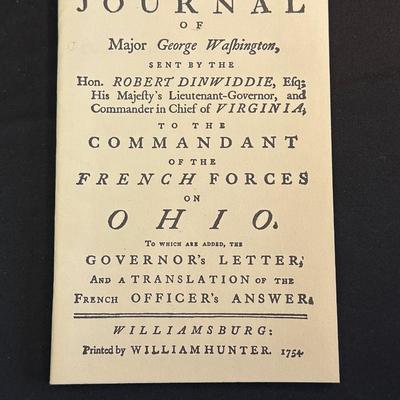 JOURNAL
OF
Major George Waſhington,
SENT BY THE
Hon. ROBERT DINWIDDIE, Eſq;
His Majeſty's Lieutenant-Governor, and
Commander in Chief of VIRGINIA,
TO THE
COMMANDANT
OF THE
FRENCH FORCES
ON
OHIO.
TO WHICH ARE ADDED, THE
GOVERNOR'S LETTER,
AND A TRANSLATION OF THE
FRENCH OFFICER'S ANSWER.
WILLIAMSBURG:
Printed by WILLIAM HUNTER. 1754.